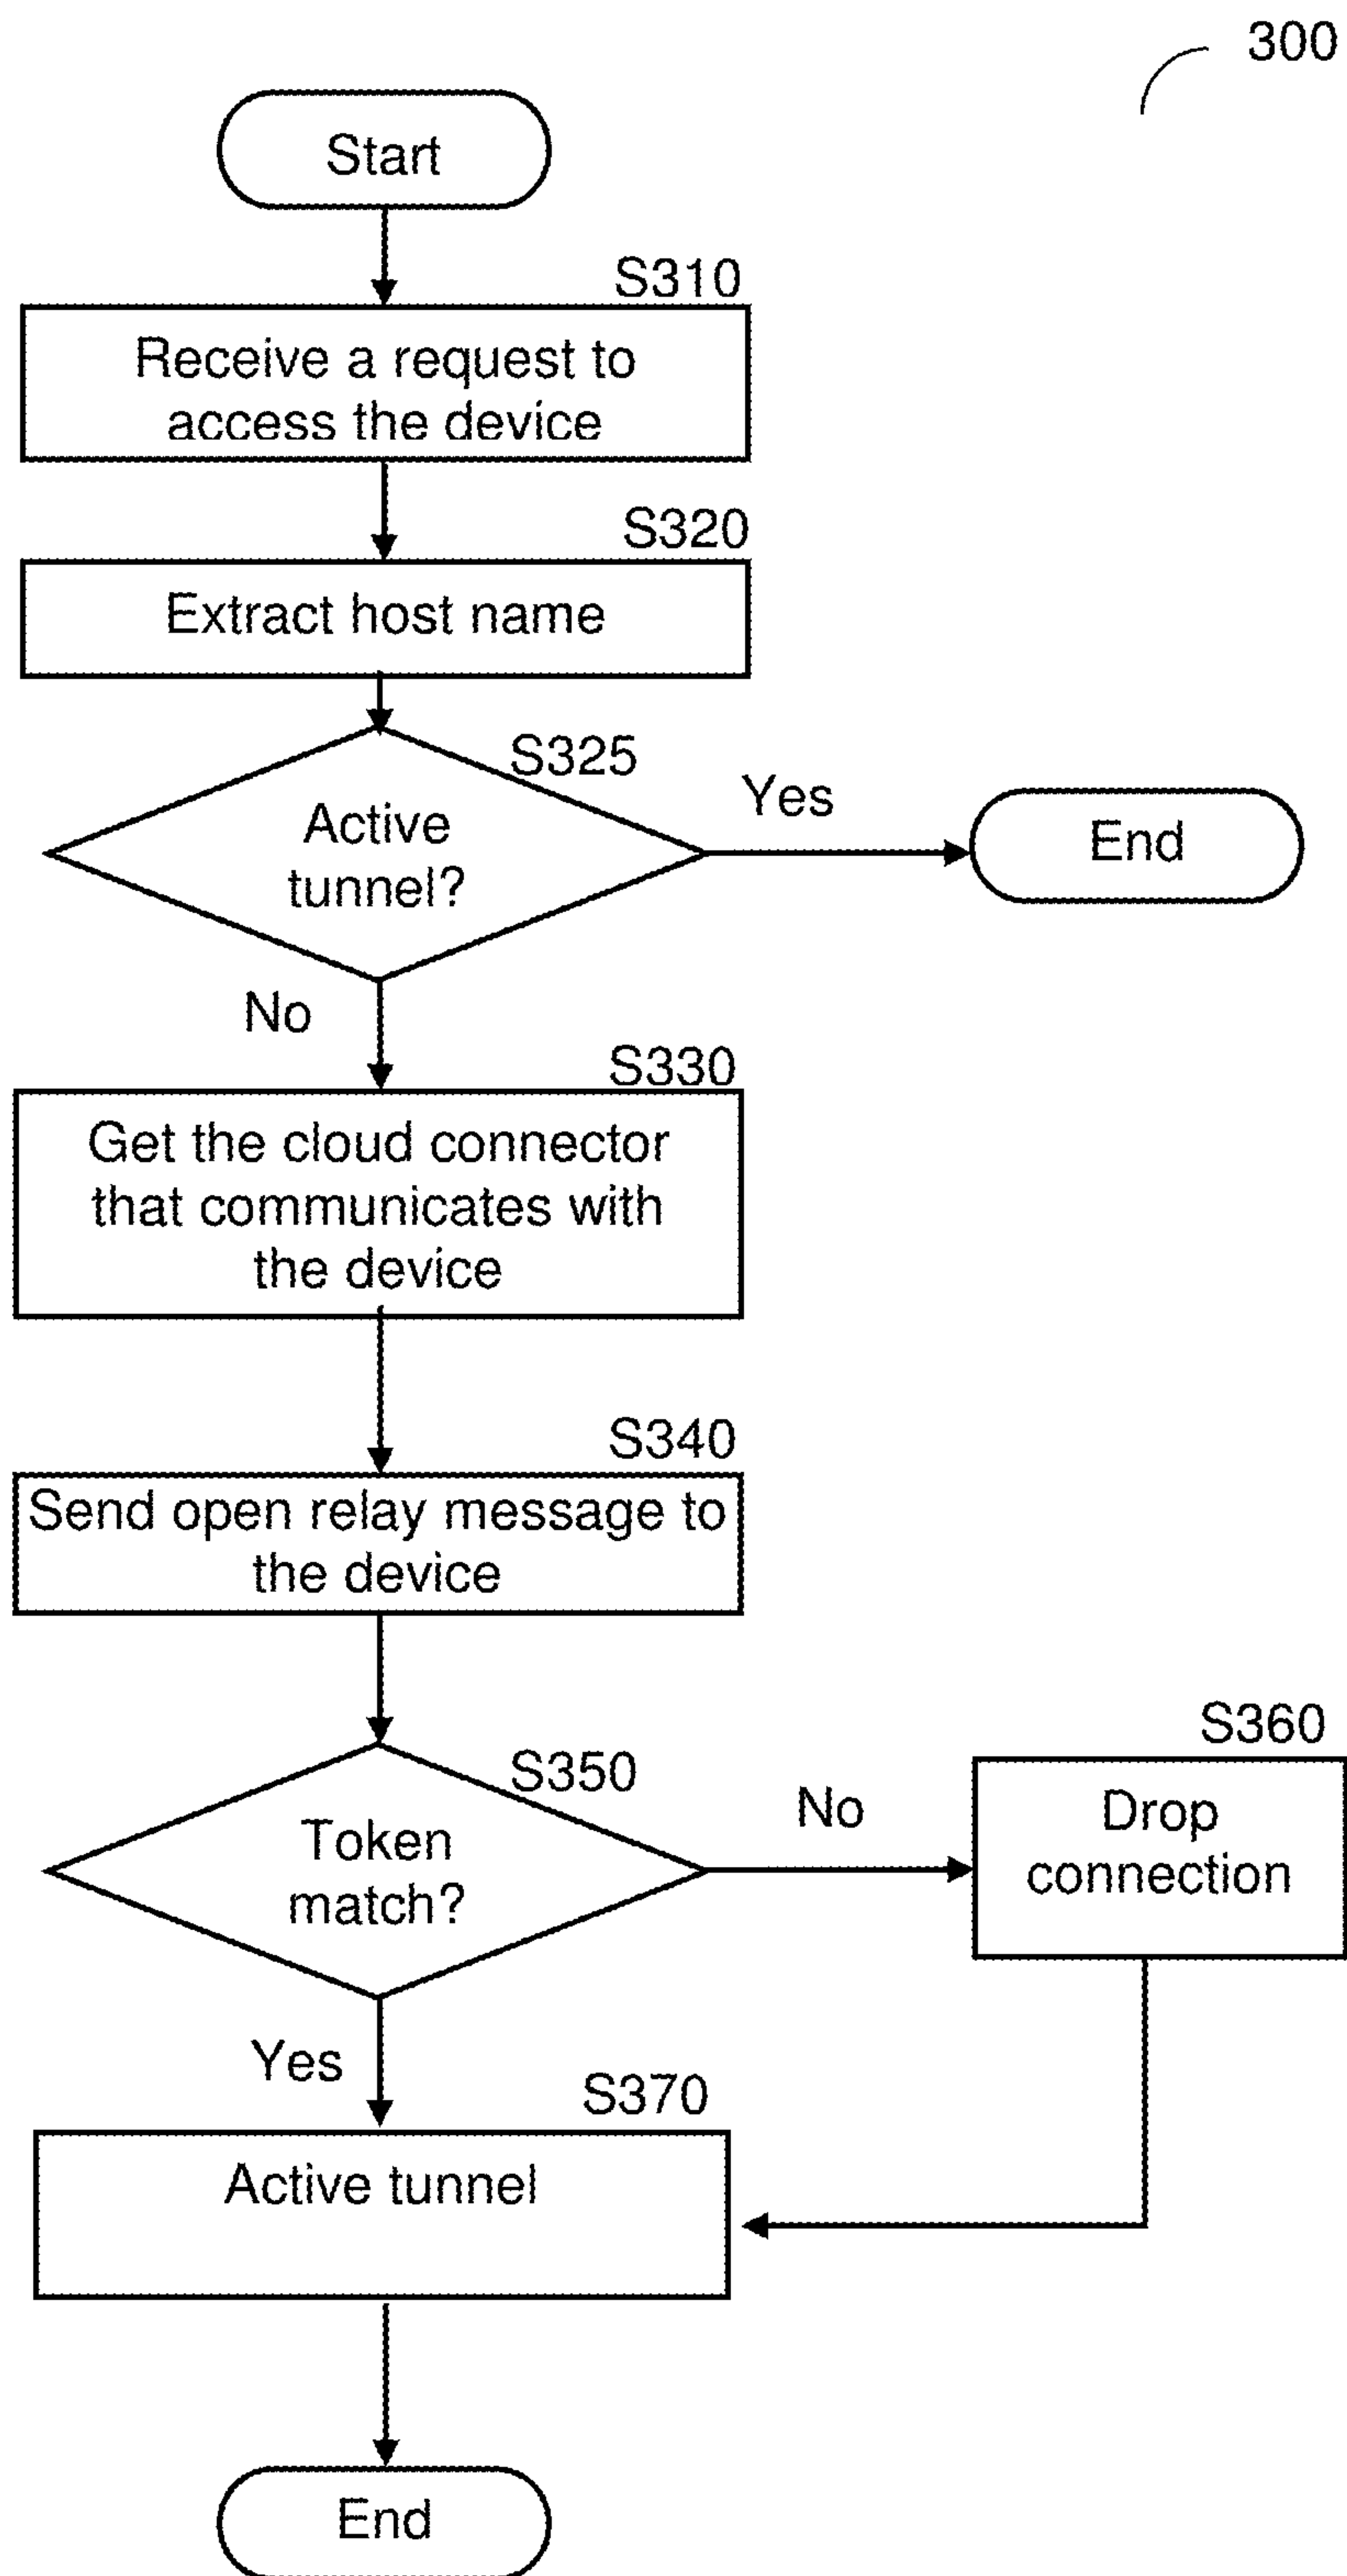 300
Start
S310
Receive a request to
access the device
S320
Extract host name
S325
Active
tunnel?
Yes
End
No
S330
Get the cloud connector
that communicates with
the device
S340
Send open relay message to
the device
S350
Token
match?
No
S360
Drop
connection
Yes
S370
Active tunnel
End